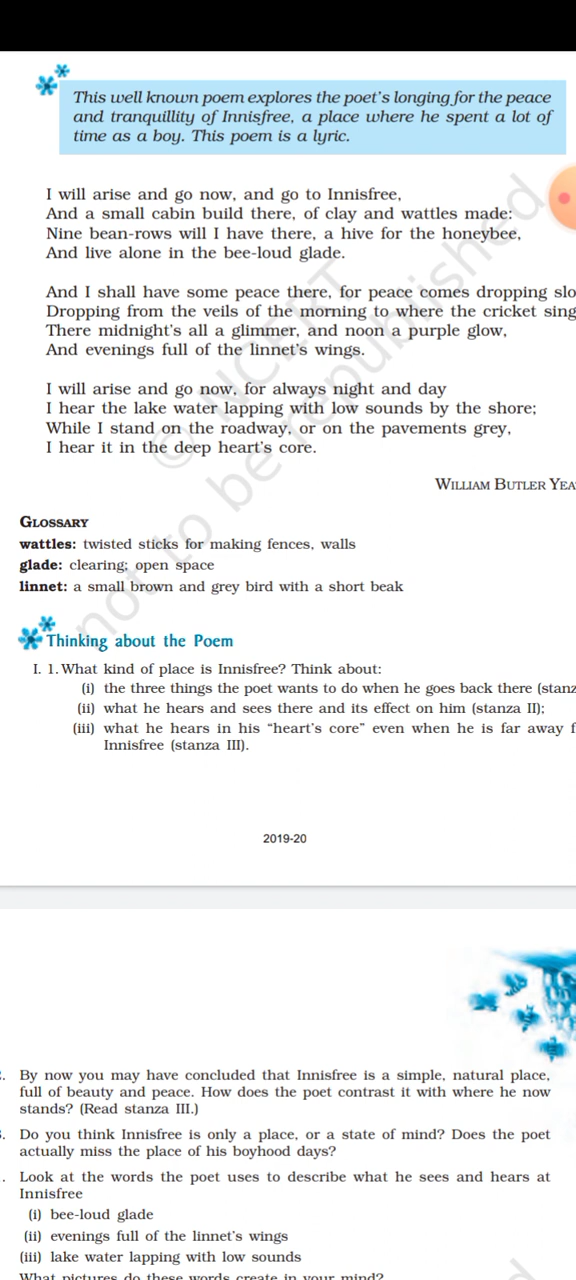 This well known poem explores the poet's longing for the peace
and tranquillity of Innisfree, a place where he spent a lot of
time as a boy. This poem is a lyric.
I will arise and go now, and go to Innisfree,
And a small cabin build there, of clay and wattles made:
Nine bean-rows will I have there, a hive for the honeybee,
And live alone in the bee-loud glade.
And I shall have some peace there, for peace comes dropping slo
Dropping from the veils of the morning to where the cricket sing
There midnight's all a glimmer, and noon a purple glow,
And evenings full of the linnet's wings.
I will arise and go now, for always night and day
I hear the lake water lapping with low sounds by the shore;
While I stand on the roadway, or on the pavements grey,
I hear it in the deep heart's core.
WILLIAM BUTLER YEA
GLOSSARY
wattles: twisted sticks for making fences, walls
glade: clearing; open space
linnet: a small brown and grey bird with a short beak
Thinking about the Poem
I. 1. What kind of place is Innisfree? Think about:
(i) the three things the poet wants to do when he goes back there (stanz
(ii) what he hears and sees there and its effect on him (stanza II);
(iii) what he hears in his "heart's core" even when he is far away f
Innisfree (stanza III).
© NCERT
not to be republished
2019-20
. By now you may have concluded that Innisfree is a simple, natural place,
full of beauty and peace. How does the poet contrast it with where he now
stands? (Read stanza III.)
. Do you think Innisfree is only a place, or a state of mind? Does the poet
actually miss the place of his boyhood days?
. Look at the words the poet uses to describe what he sees and hears at
Innisfree
(i) bee-loud glade
(ii) evenings full of the linnet's wings
(iii) lake water lapping with low sounds
What pictures do these words create in your mind?